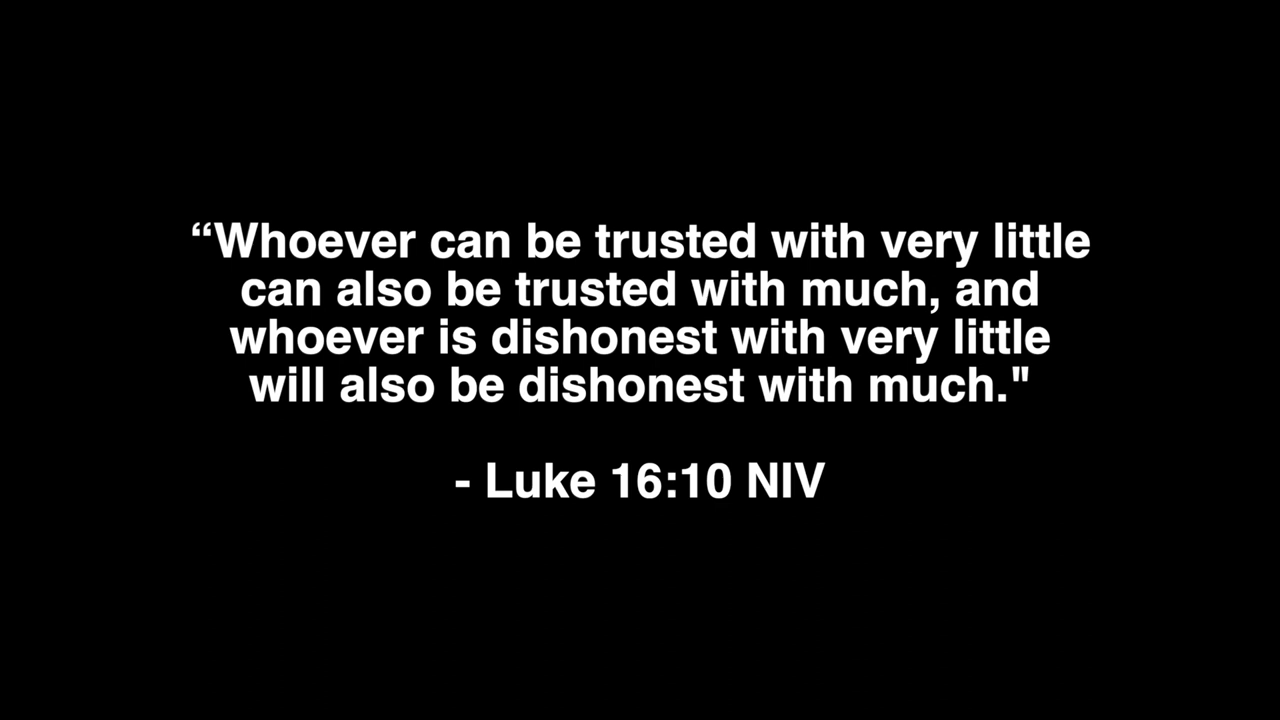 “Whoever can be trusted with very little
can also be trusted with much, and
whoever is dishonest with very little
will also be dishonest with much."
- Luke 16:10 NIV